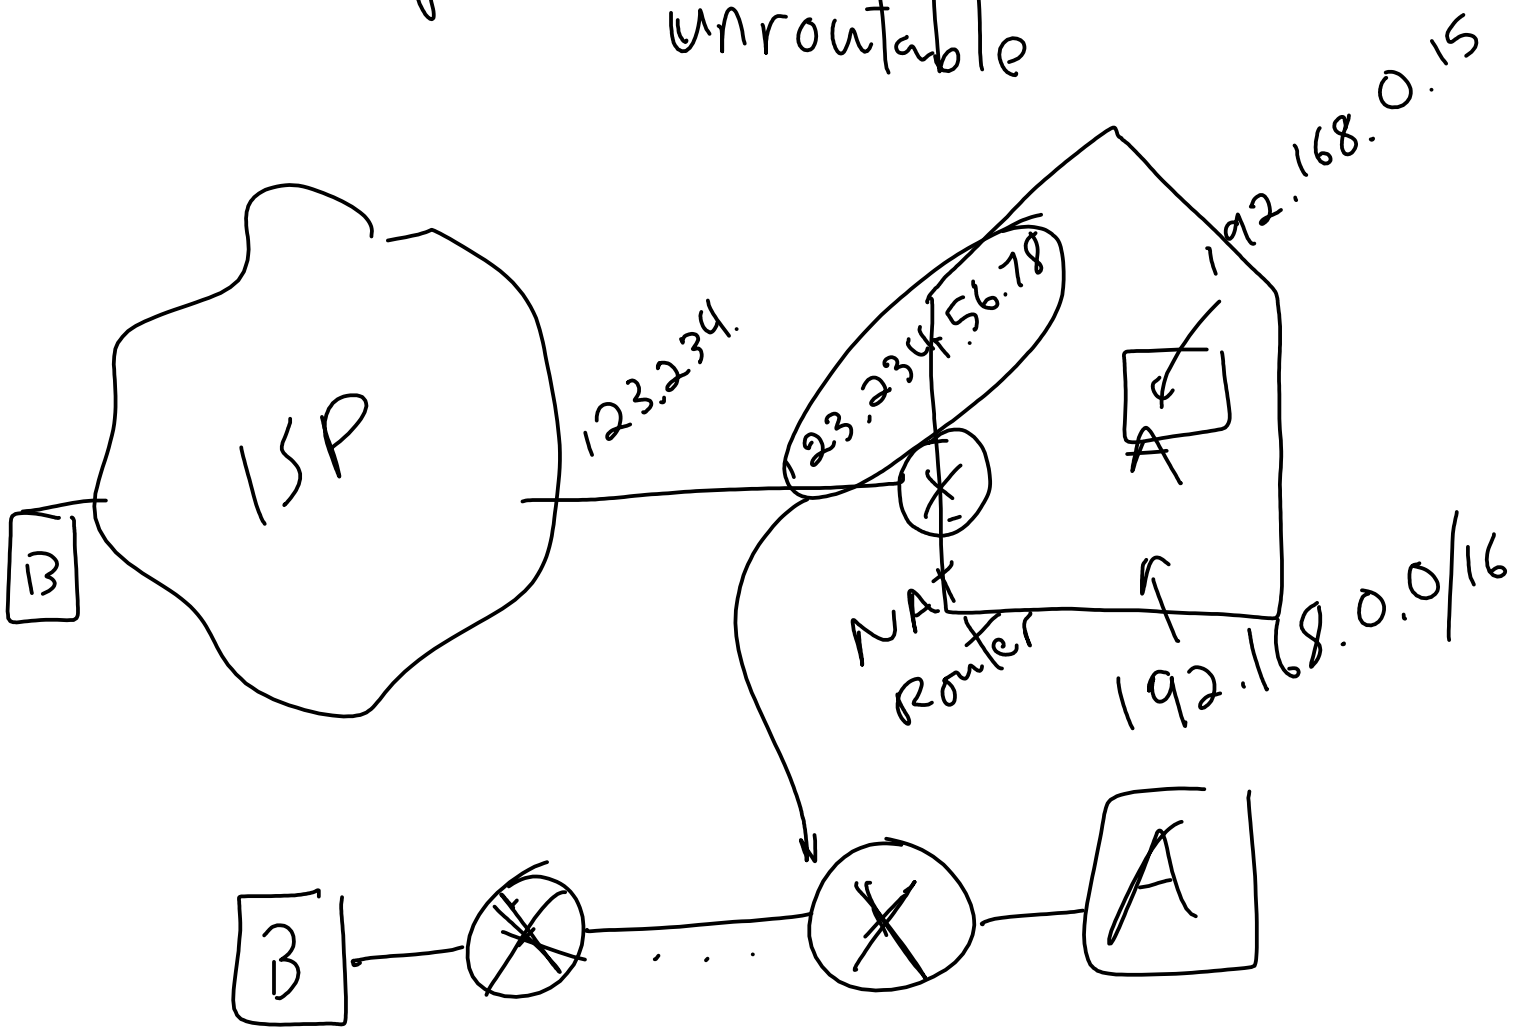 unroutable
192.168.0.15
123.234.56.78
123.234.
ISP
A
B
NAT
Router
192.168.0.0/16
B
. . . .
A